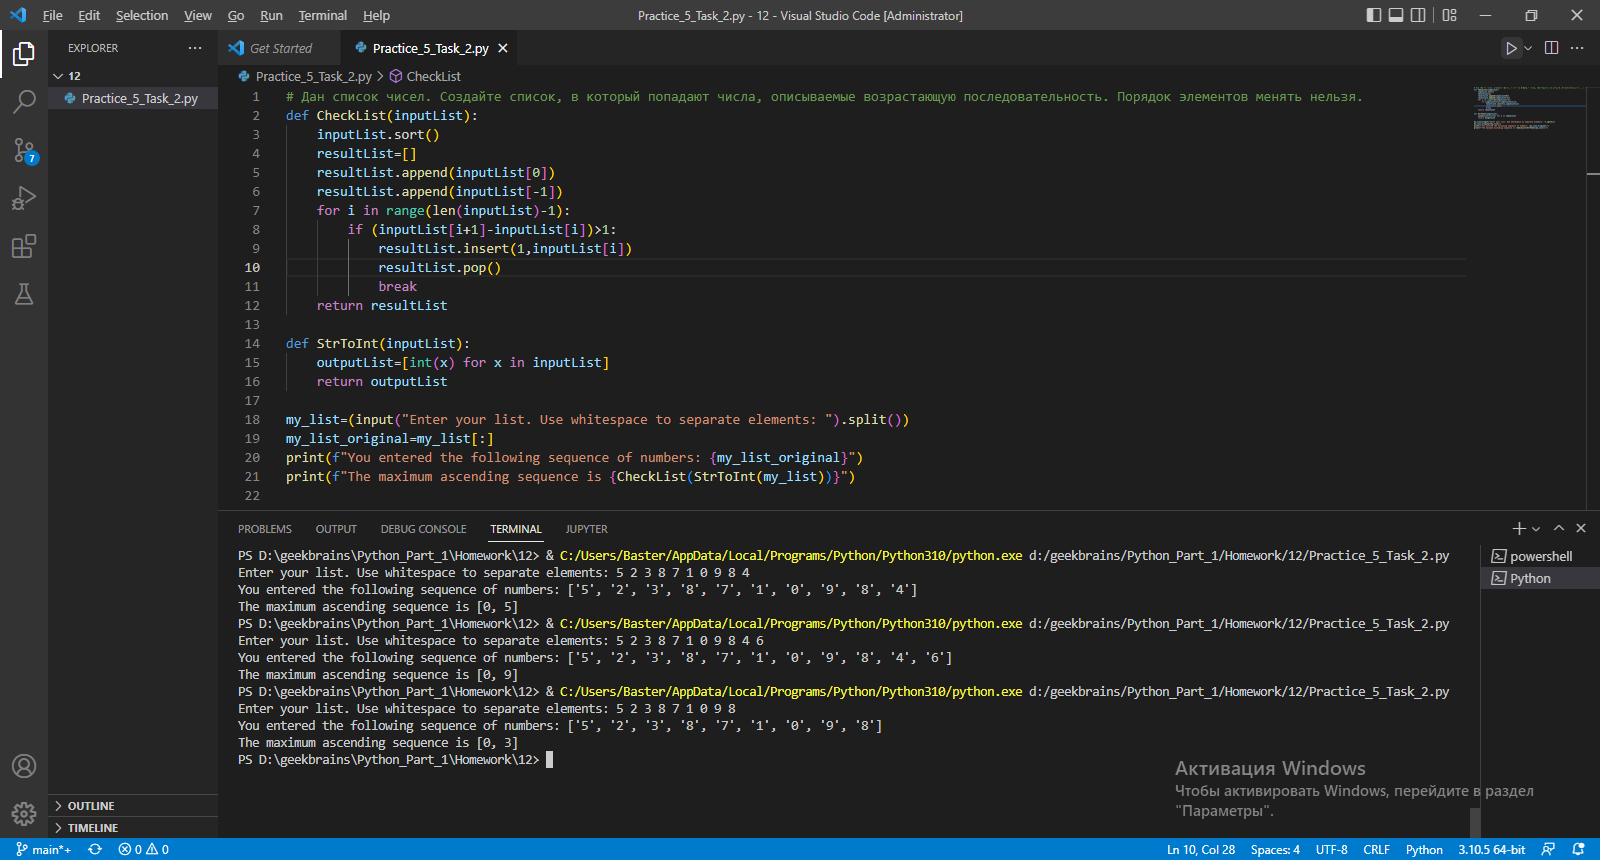 File Edit Selection View Go Run Terminal Help
Practice_5_Task_2.py - 12 - Visual Studio Code [Administrator]
EXPLORER
Get Started
Practice_5_Task_2.py
12
Practice_5_Task_2.py > CheckList
Practice_5_Task_2.py
1 # Дан список чисел. Создайте список, в который попадают числа, описываемые возрастающую последовательность. Порядок элементов менять нельзя.
2 def CheckList(inputList):
3     inputList.sort()
4     resultList=[]
5     resultList.append(inputList[0])
6     resultList.append(inputList[-1])
7     for i in range(len(inputList)-1):
8         if (inputList[i+1]-inputList[i])>1:
9             resultList.insert(1,inputList[i])
10             resultList.pop()
11             break
12     return resultList
13
14 def StrToInt(inputList):
15     outputList=[int(x) for x in inputList]
16     return outputList
17
18 my_list=(input("Enter your list. Use whitespace to separate elements: ").split())
19 my_list_original=my_list[:]
20 print(f"You entered the following sequence of numbers: {my_list_original}")
21 print(f"The maximum ascending sequence is {CheckList(StrToInt(my_list))}")
22
7
PROBLEMS OUTPUT DEBUG CONSOLE TERMINAL JUPYTER
PS D:\geekbrains\Python_Part_1\Homework\12> & C:/Users/Baster/AppData/Local/Programs/Python/Python310/python.exe d:/geekbrains/Python_Part_1/Homework/12/Practice_5_Task_2.py
Enter your list. Use whitespace to separate elements: 5 2 3 8 7 1 0 9 8 4
You entered the following sequence of numbers: ['5', '2', '3', '8', '7', '1', '0', '9', '8', '4']
The maximum ascending sequence is [0, 5]
PS D:\geekbrains\Python_Part_1\Homework\12> & C:/Users/Baster/AppData/Local/Programs/Python/Python310/python.exe d:/geekbrains/Python_Part_1/Homework/12/Practice_5_Task_2.py
Enter your list. Use whitespace to separate elements: 5 2 3 8 7 1 0 9 8 4 6
You entered the following sequence of numbers: ['5', '2', '3', '8', '7', '1', '0', '9', '8', '4', '6']
The maximum ascending sequence is [0, 9]
PS D:\geekbrains\Python_Part_1\Homework\12> & C:/Users/Baster/AppData/Local/Programs/Python/Python310/python.exe d:/geekbrains/Python_Part_1/Homework/12/Practice_5_Task_2.py
Enter your list. Use whitespace to separate elements: 5 2 3 8 7 1 0 9 8
You entered the following sequence of numbers: ['5', '2', '3', '8', '7', '1', '0', '9', '8']
The maximum ascending sequence is [0, 3]
PS D:\geekbrains\Python_Part_1\Homework\12>
powershell
Python
Активация Windows
Чтобы активировать Windows, перейдите в раздел
"Параметры".
OUTLINE
TIMELINE
main*+ 0 0 Ln 10, Col 28 Spaces: 4 UTF-8 CRLF Python 3.10.5 64-bit